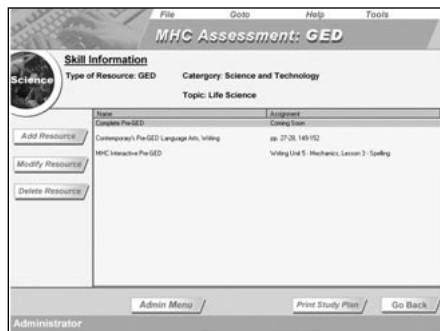 File Goto Help Tools
MHC Assessment: GED
Skill Information
Science
Type of Resource: GED Catergory: Science and Technology
Topic: Life Science
Name Assignment
Complete Pre-GED Coming Soon
Contemporary's Pre-GED Language Arts, Writing pp. 27-28, 149-152
MHC Interactive Pre-GED Writing Unit 5 - Mechanics, Lesson 3 - Spelling
Add Resource
Modify Resource
Delete Resource
Admin Menu Print Study Plan Go Back
Administrator